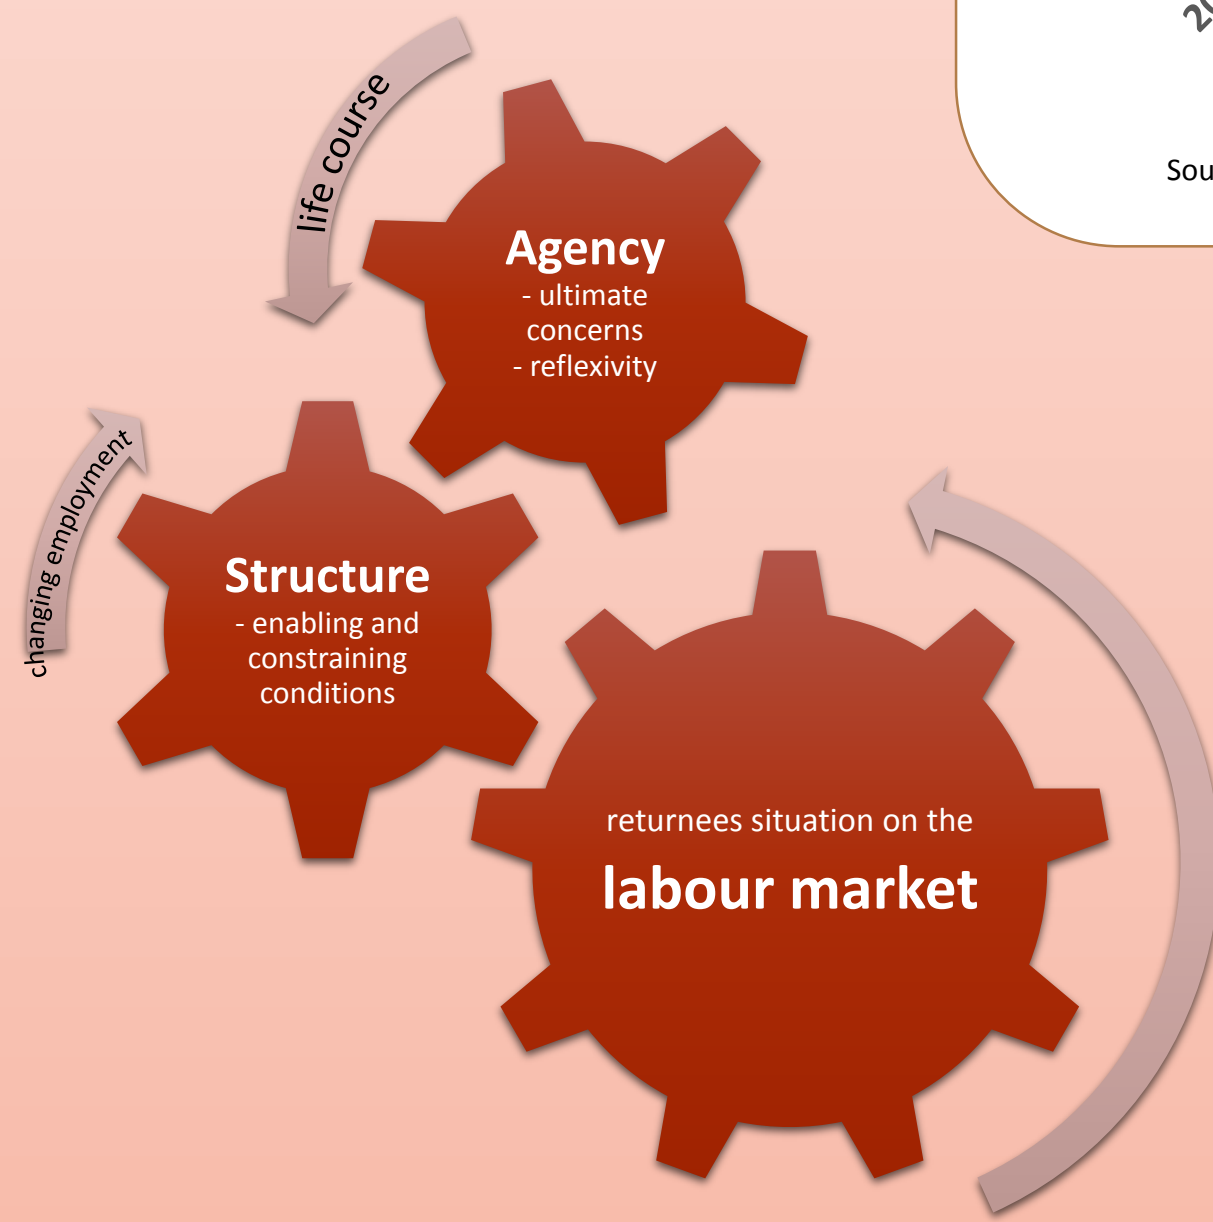 life course
Agency
- ultimate
concerns
- reflexivity
changing employment
Structure
- enabling and
constraining
conditions
returnees situation on the
labour market